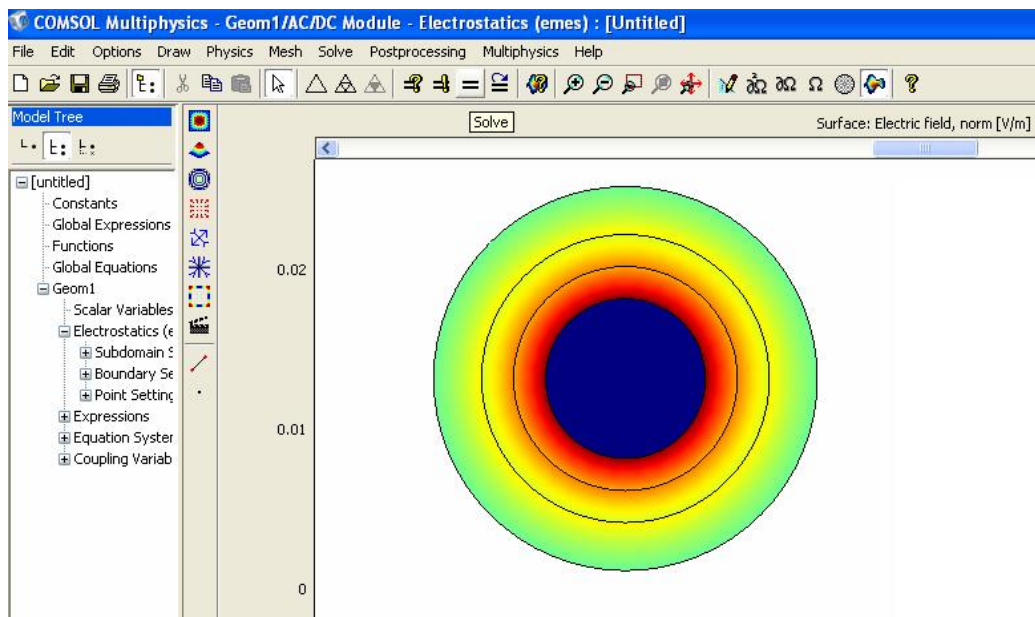 COMSOL Multiphysics - Geom1/AC/DC Module - Electrostatics (emes) : [Untitled]
File Edit Options Draw Physics Mesh Solve Postprocessing Multiphysics Help
Model Tree
Solve
Surface: Electric field, norm [V/m]
[untitled]
Constants
Global Expressions
Functions
Global Equations
Geom1
Scalar Variables
Electrostatics (e
Subdomain S
Boundary Se
Point Setting
Expressions
Equation System
Coupling Variab
0.02
0.01
0